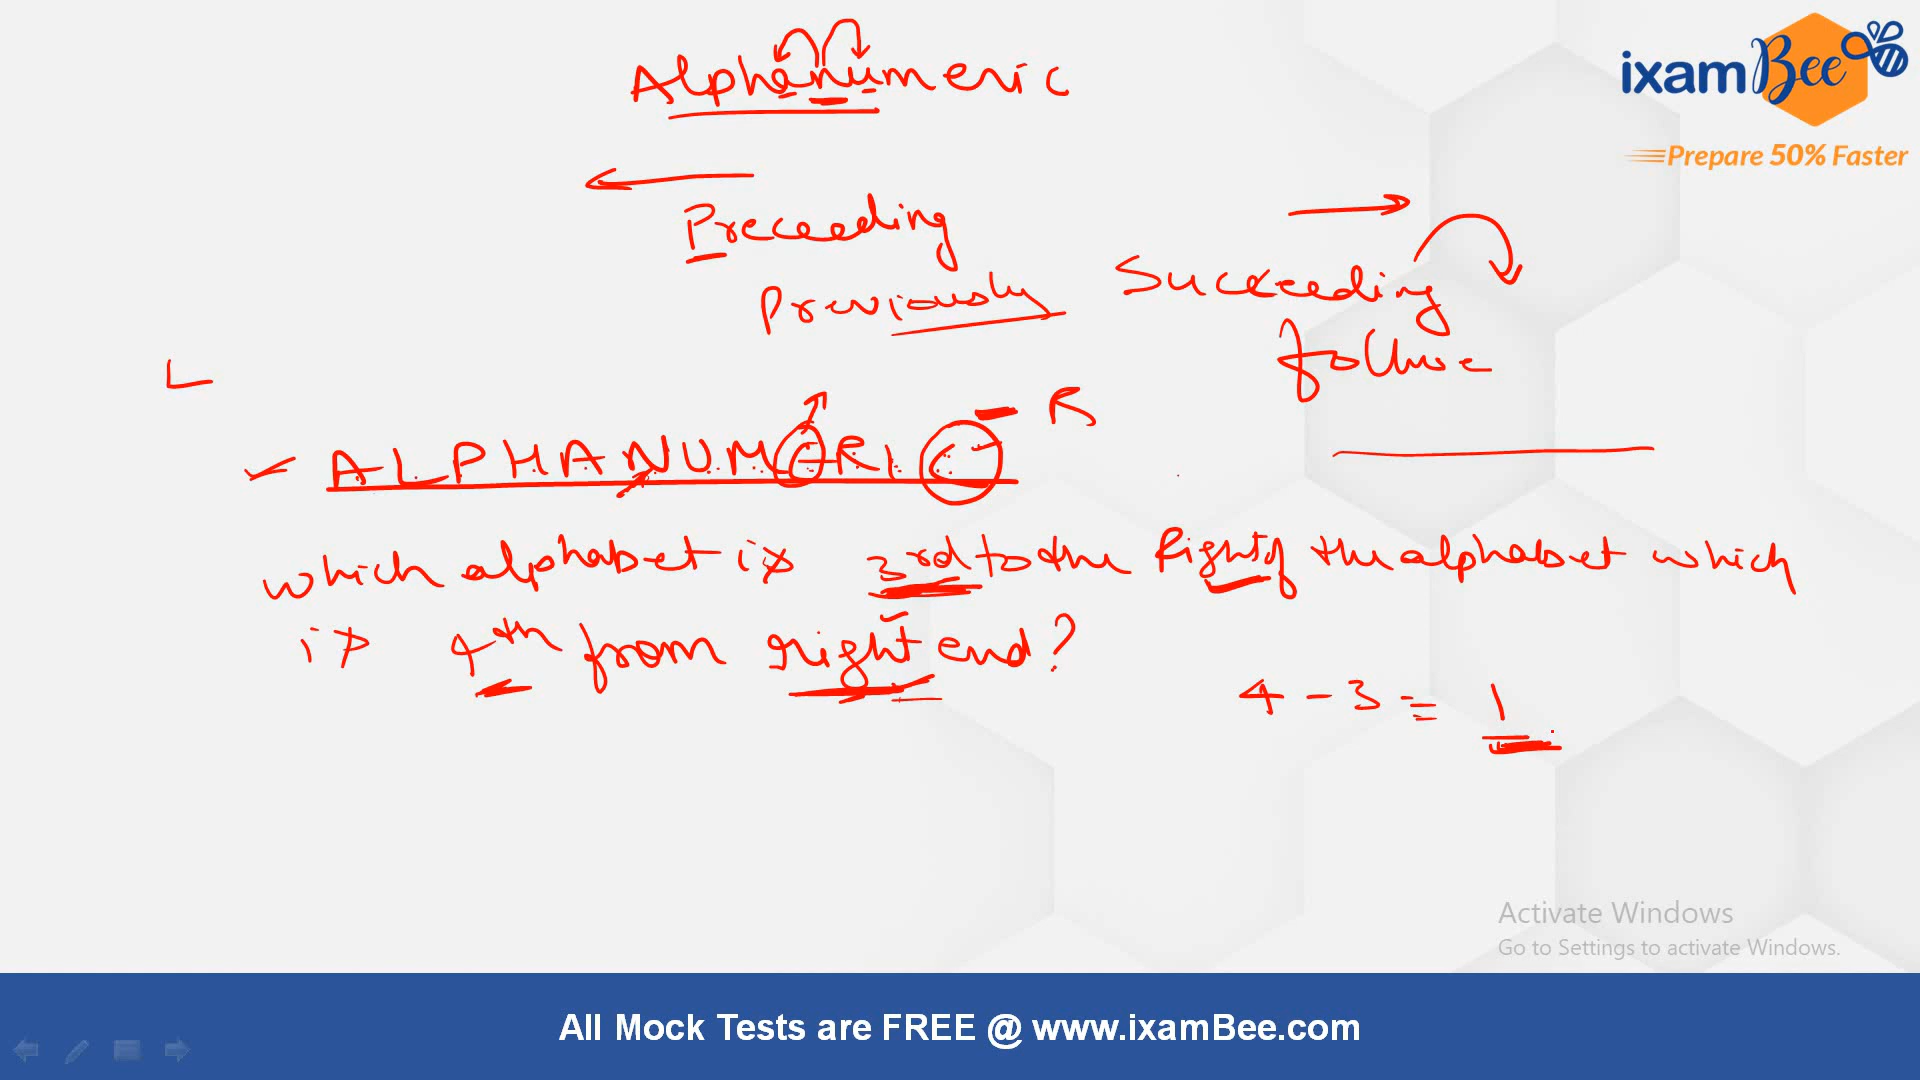 ixamBee
Prepare 50% Faster
Alphanumeric
Preceeding
Previously
Succeeding
L
R
ALPHANUMERIC
which alphabet is 3rd to the Right of the alphabet which
is 4th from right end?
4 - 3 = 1
Activate Windows
Go to Settings to activate Windows.
All Mock Tests are FREE @ www.ixamBee.com